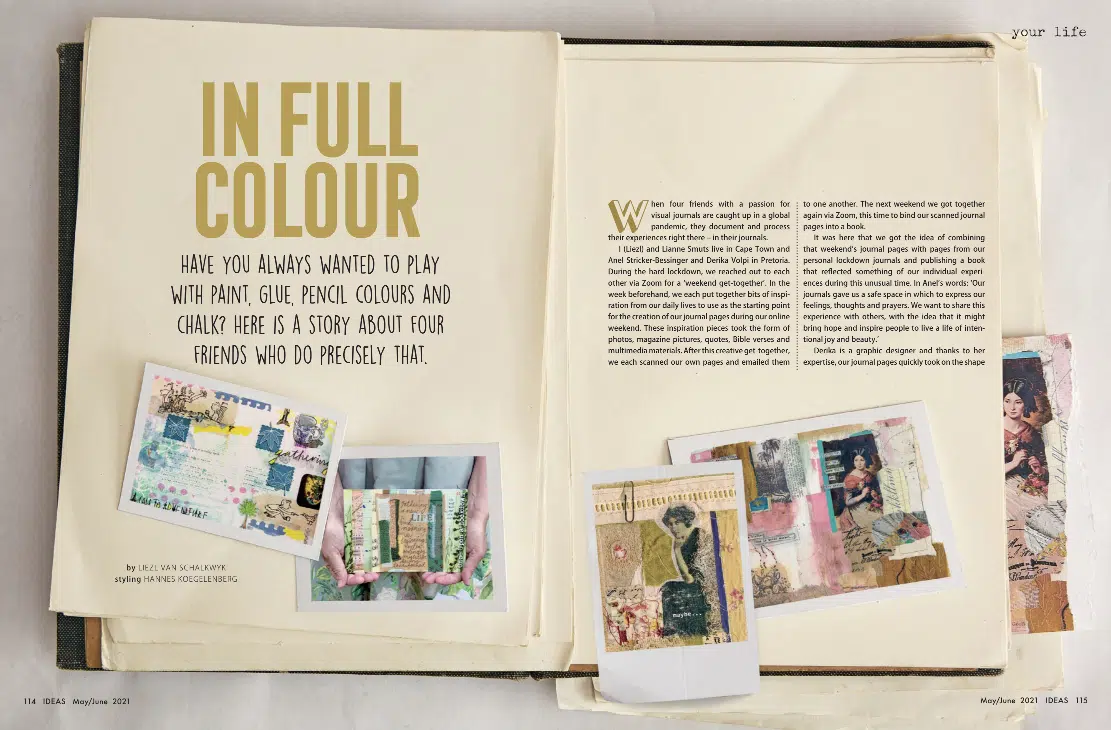 your life
IN FULL
COLOUR
HAVE YOU ALWAYS WANTED TO PLAY
WITH PAINT, GLUE, PENCIL COLOURS AND
CHALK? HERE IS A STORY ABOUT FOUR
FRIENDS WHO DO PRECISELY THAT.
gathering
LIFE
by LIEZL VAN SCHALKWYK
styling HANNES KOEGELENBERG
When four friends with a passion for
visual journals are caught up in a global
pandemic, they document and process
their experiences right there – in their journals.
I (Liezl) and Lianne Smuts live in Cape Town and
Anel Stricker-Bessinger and Derika Volpi in Pretoria.
During the hard lockdown, we reached out to each
other via Zoom for a ‘weekend get-together’. In the
week beforehand, we each put together bits of inspi-
ration from our daily lives to use as the starting point
for the creation of our journal pages during our online
weekend. These inspiration pieces took the form of
photos, magazine pictures, quotes, Bible verses and
multimedia materials. After this creative get together,
we each scanned our own pages and emailed them
to one another. The next weekend we got together
again via Zoom, this time to bind our scanned journal
pages into a book.
It was here that we got the idea of combining
that weekend’s journal pages with pages from our
personal lockdown journals and publishing a book
that reflected something of our individual experi-
ences during this unusual time. In Anel’s words: ‘Our
journals gave us a safe space in which to express our
feelings, thoughts and prayers. We want to share this
experience with others, with the idea that it might
bring hope and inspire people to live a life of inten-
tional joy and beauty.’
Derika is a graphic designer and thanks to her
expertise, our journal pages quickly took on the shape
maybe...
114 IDEAS May/June 2021
May/June 2021 IDEAS 115